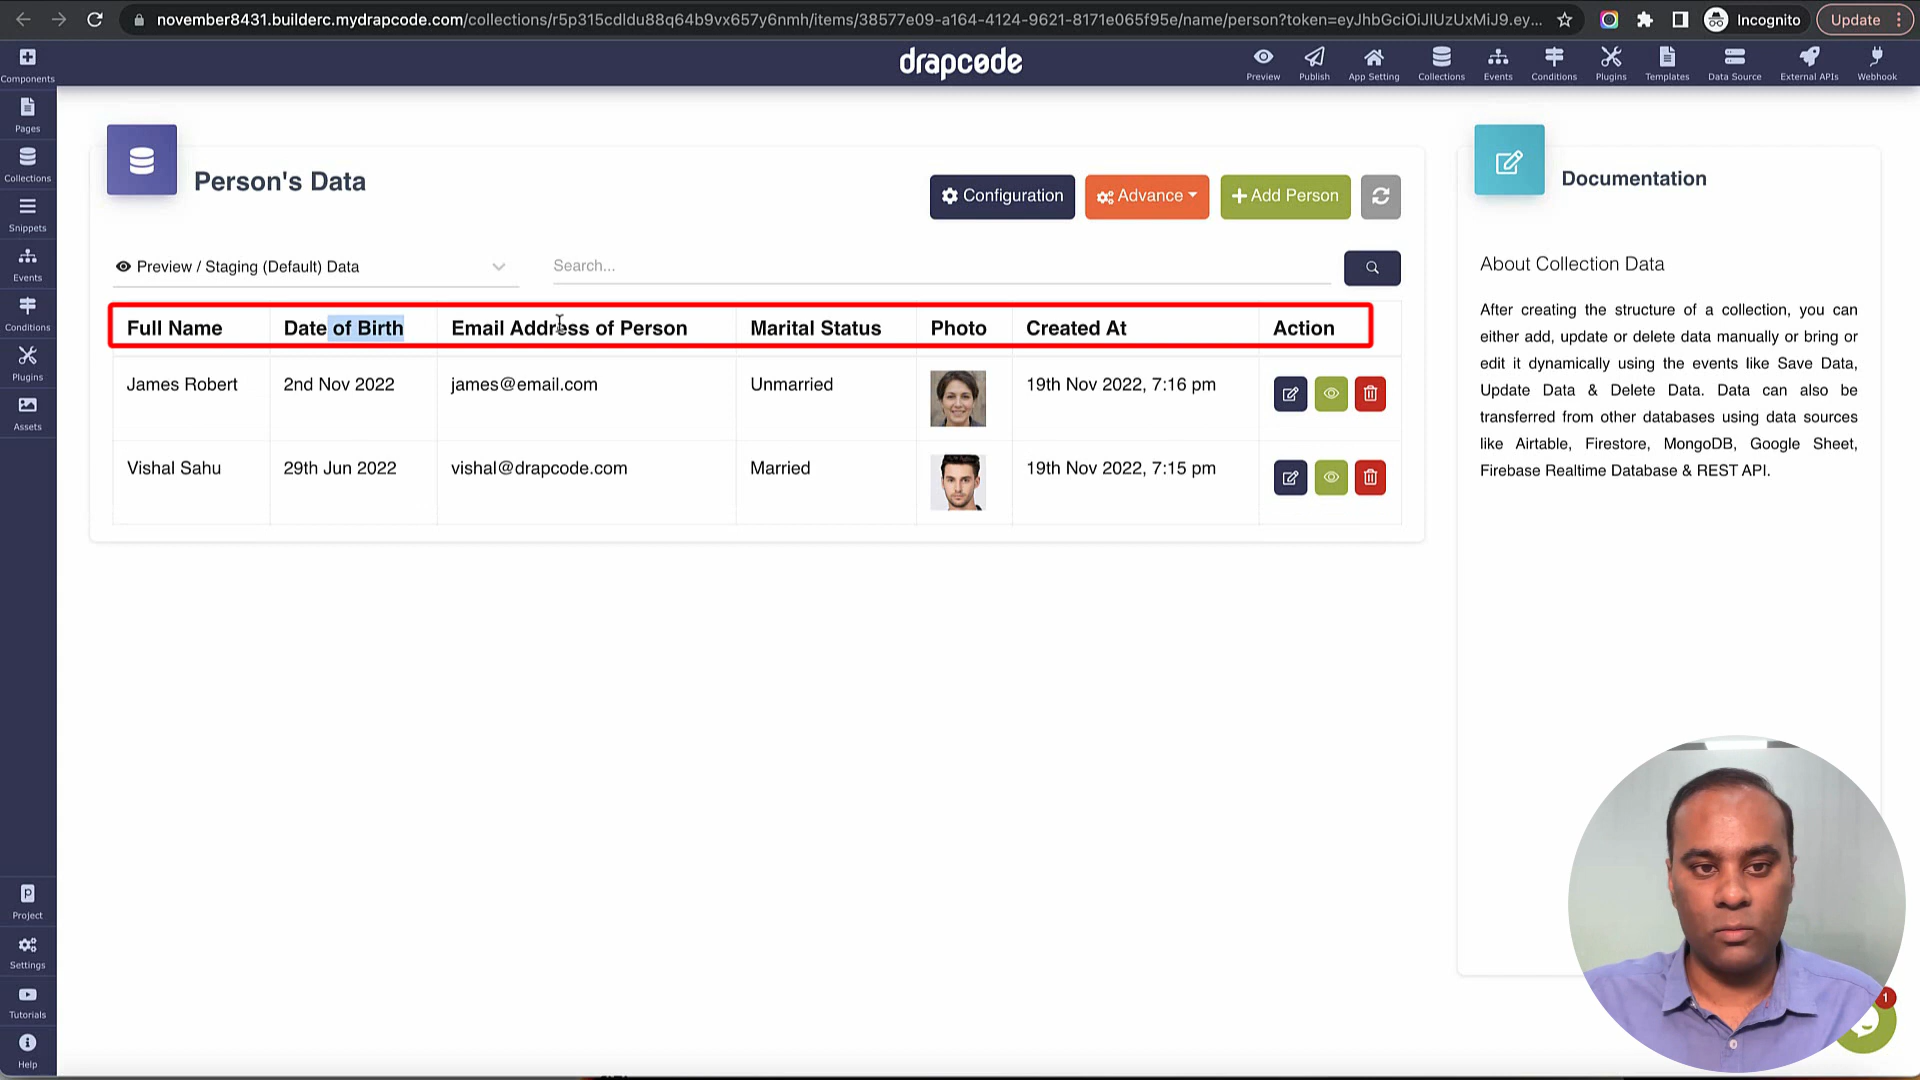 november8431.builderc.mydrapcode.com/collections/r5p315cdldu88q64b9vx657y6nmh/items/38577e09-a164-4124-9621-8171e065f95e/name/person?token=eyJhbGciOiJIUzUxMiJ9.ey...
Incognito
Update
Components
drapcode
Preview
Publish
App Setting
Collections
Events
Conditions
Plugins
Templates
Data Source
External APIs
Webhook
Pages
Collections
Snippets
Events
Conditions
Plugins
Assets
Project
Settings
Tutorials
Help
Person's Data
Configuration
Advance
Add Person
Preview / Staging (Default) Data
Search...
Full Name Date of Birth Email Address of Person Marital Status Photo Created At Action
James Robert 2nd Nov 2022 james@email.com Unmarried 19th Nov 2022, 7:16 pm
Vishal Sahu 29th Jun 2022 vishal@drapcode.com Married 19th Nov 2022, 7:15 pm
Documentation
About Collection Data
After creating the structure of a collection, you can
either add, update or delete data manually or bring or
edit it dynamically using the events like Save Data,
Update Data & Delete Data. Data can also be
transferred from other databases using data sources
like Airtable, Firestore, MongoDB, Google Sheet,
Firebase Realtime Database & REST API.
1